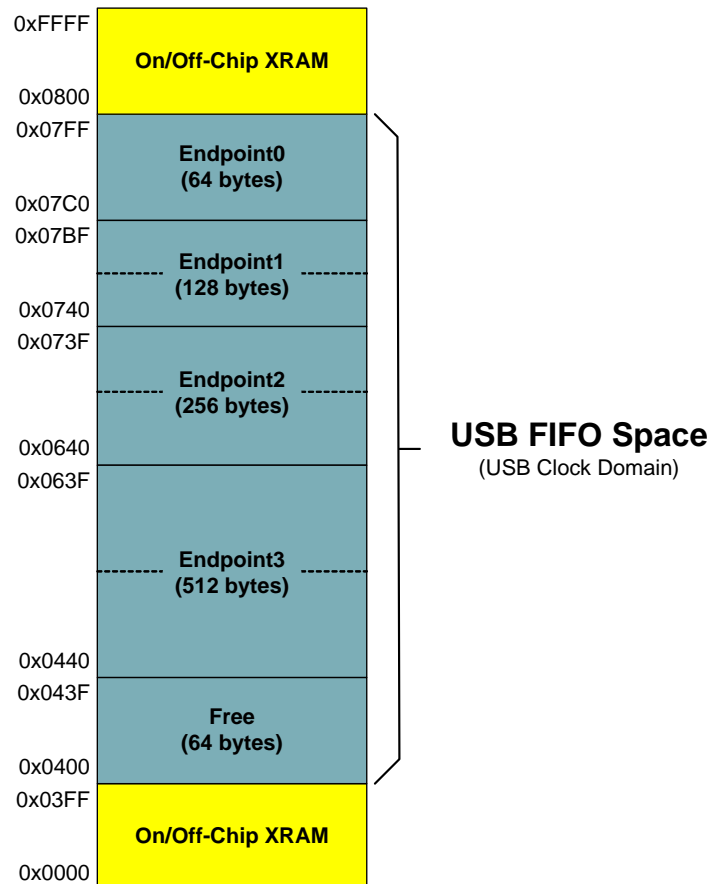 0xFFFF
On/Off-Chip XRAM
0x0800
0x07FF
Endpoint0
(64 bytes)
0x07C0
0x07BF
Endpoint1
(128 bytes)
0x0740
0x073F
Endpoint2
(256 bytes)
0x0640
0x063F
Endpoint3
(512 bytes)
0x0440
0x043F
Free
(64 bytes)
0x0400
0x03FF
On/Off-Chip XRAM
0x0000
USB FIFO Space
(USB Clock Domain)